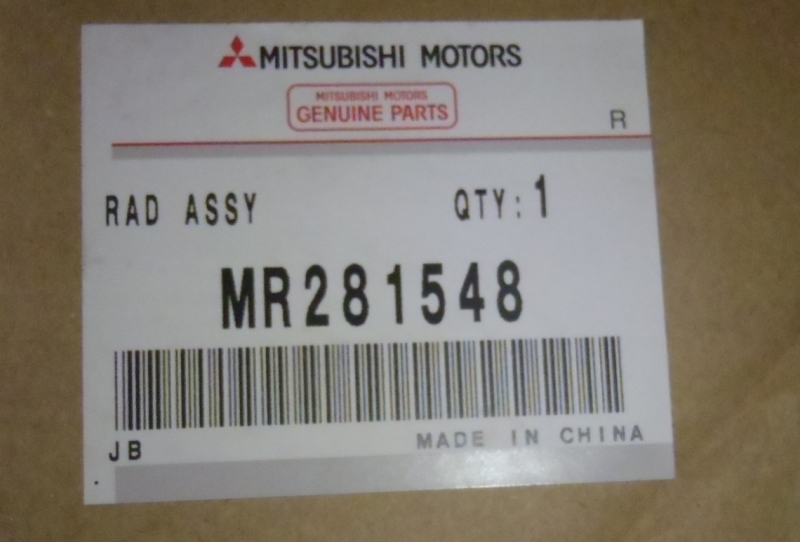 MITSUBISHI MOTORS
MITSUBISHI MOTORS
GENUINE PARTS
R
RAD ASSY QTY: 1
MR281548
JB MADE IN CHINA